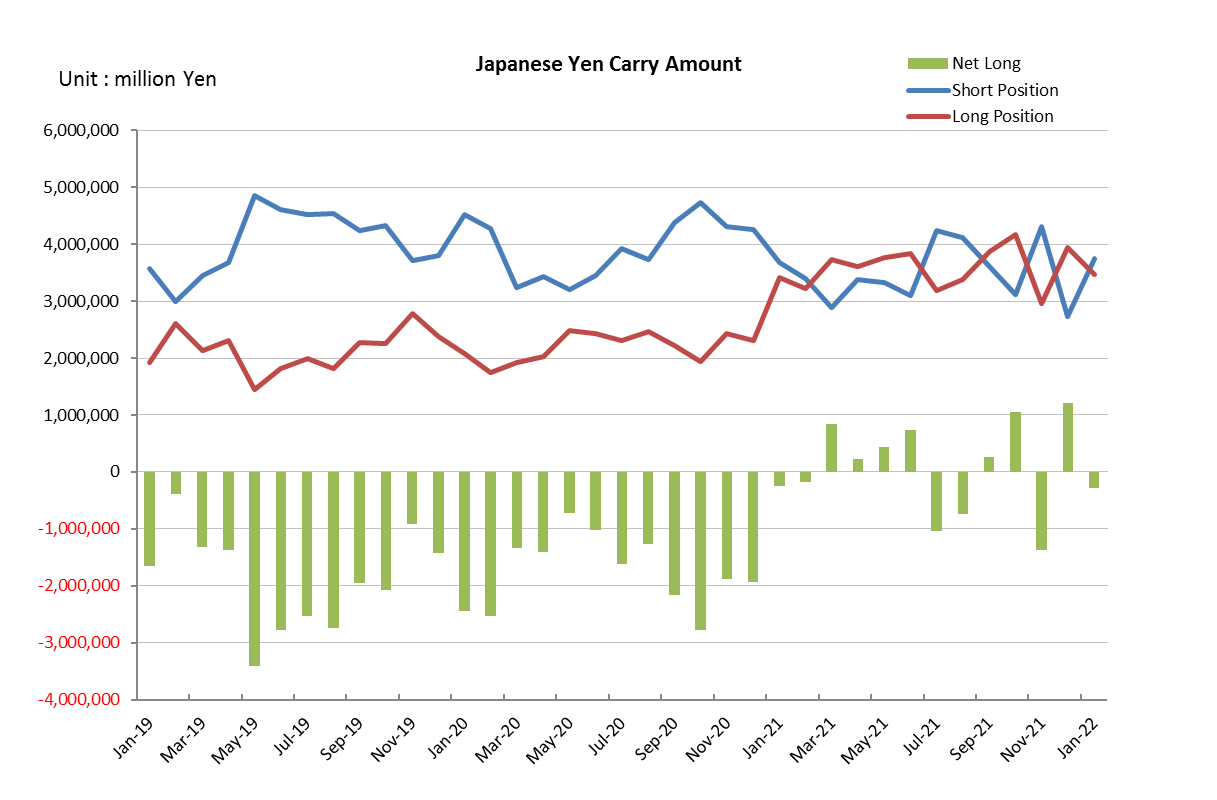 Japanese Yen Carry Amount
Unit : million Yen
Net Long
Short Position
Long Position
6,000,000
5,000,000
4,000,000
3,000,000
2,000,000
1,000,000
0
-1,000,000
-2,000,000
-3,000,000
-4,000,000
Jan-19
Mar-19
May-19
Jul-19
Sep-19
Nov-19
Jan-20
Mar-20
May-20
Jul-20
Sep-20
Nov-20
Jan-21
Mar-21
May-21
Jul-21
Sep-21
Nov-21
Jan-22